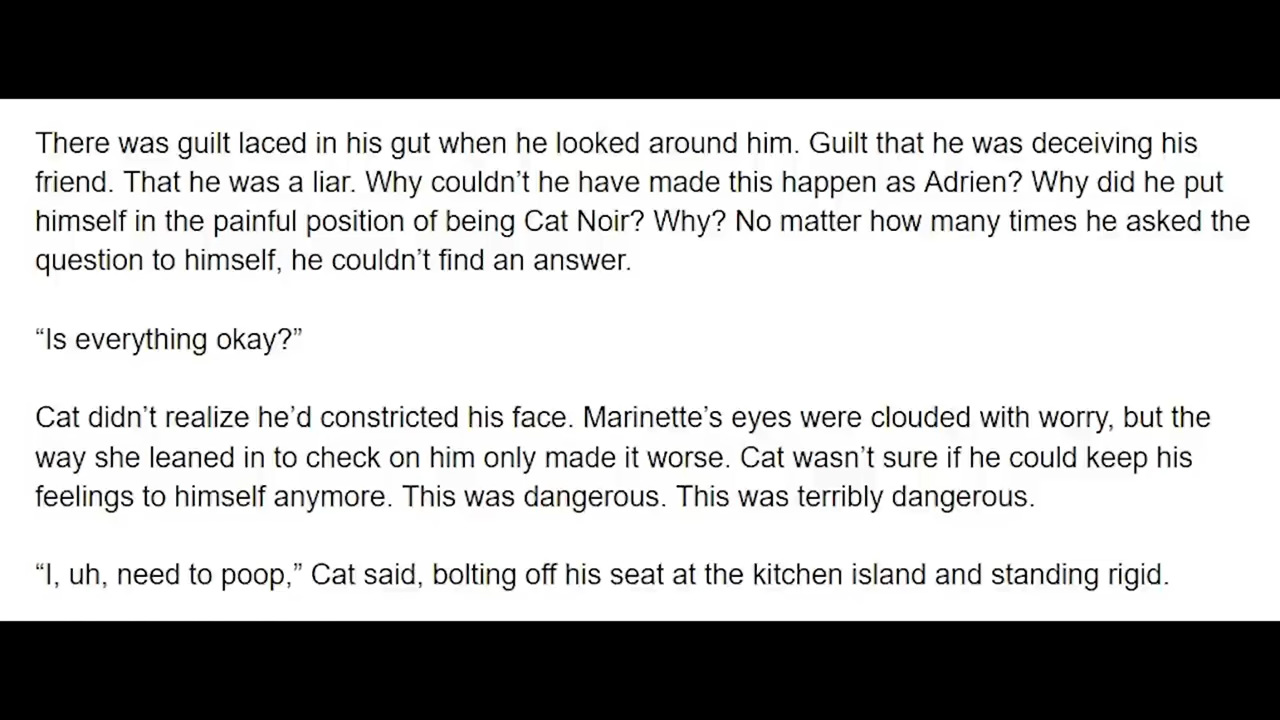 There was guilt laced in his gut when he looked around him. Guilt that he was deceiving his
friend. That he was a liar. Why couldn’t he have made this happen as Adrien? Why did he put
himself in the painful position of being Cat Noir? Why? No matter how many times he asked the
question to himself, he couldn’t find an answer.
“Is everything okay?”
Cat didn’t realize he’d constricted his face. Marinette’s eyes were clouded with worry, but the
way she leaned in to check on him only made it worse. Cat wasn’t sure if he could keep his
feelings to himself anymore. This was dangerous. This was terribly dangerous.
“I, uh, need to poop,” Cat said, bolting off his seat at the kitchen island and standing rigid.